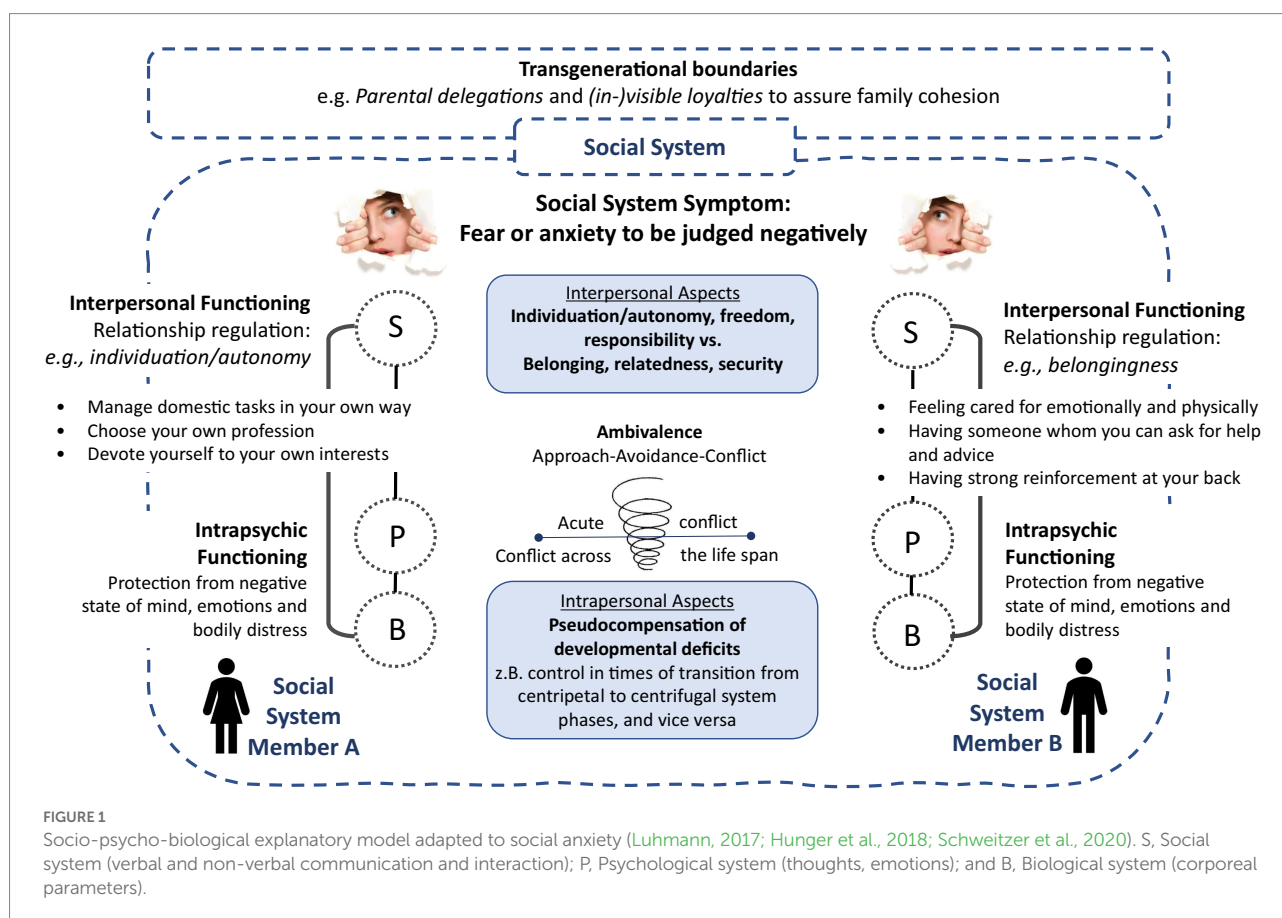 Transgenerational boundaries
e.g. Parental delegations and (in-)visible loyalties to assure family cohesion
Social System
Social System Symptom:
Fear or anxiety to be judged negatively
Interpersonal Functioning
Relationship regulation:
e.g., individuation/autonomy
• Manage domestic tasks in your own way
• Choose your own profession
• Devote yourself to your own interests
Intrapsychic
Functioning
Protection from negative
state of mind, emotions and
bodily distress
S
P
B
Social
System
Member A
Interpersonal Aspects
Individuation/autonomy, freedom,
responsibility vs.
Belonging, relatedness, security
Ambivalence
Approach-Avoidance-Conflict
Acute conflict
Conflict across the life span
Intrapersonal Aspects
Pseudocompensation of
developmental deficits
z.B. control in times of transition from
centripetal to centrifugal system
phases, and vice versa
S
P
B
Interpersonal Functioning
Relationship regulation:
e.g., belongingness
• Feeling cared for emotionally and physically
• Having someone whom you can ask for help
and advice
• Having strong reinforcement at your back
Intrapsychic
Functioning
Protection from negative
state of mind, emotions and
bodily distress
Social
System
Member B
FIGURE 1
Socio-psycho-biological explanatory model adapted to social anxiety (Luhmann, 2017; Hunger et al., 2018; Schweitzer et al., 2020). S, Social
system (verbal and non-verbal communication and interaction); P, Psychological system (thoughts, emotions); and B, Biological system (corporeal
parameters).